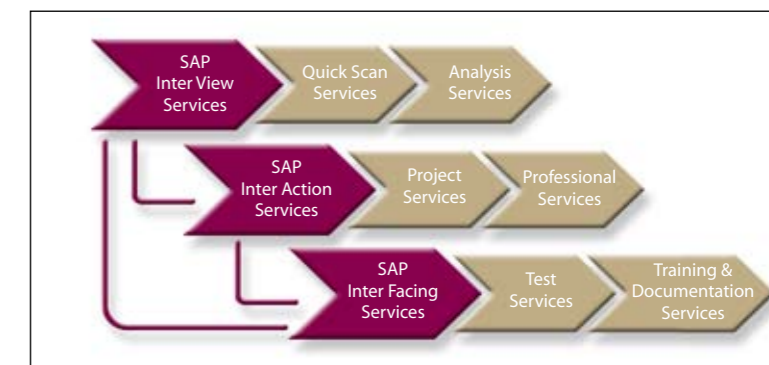 SAP
Inter View
Services
Quick Scan
Services
Analysis
Services
SAP
Inter Action
Services
Project
Services
Professional
Services
SAP
Inter Facing
Services
Test
Services
Training &
Documentation
Services